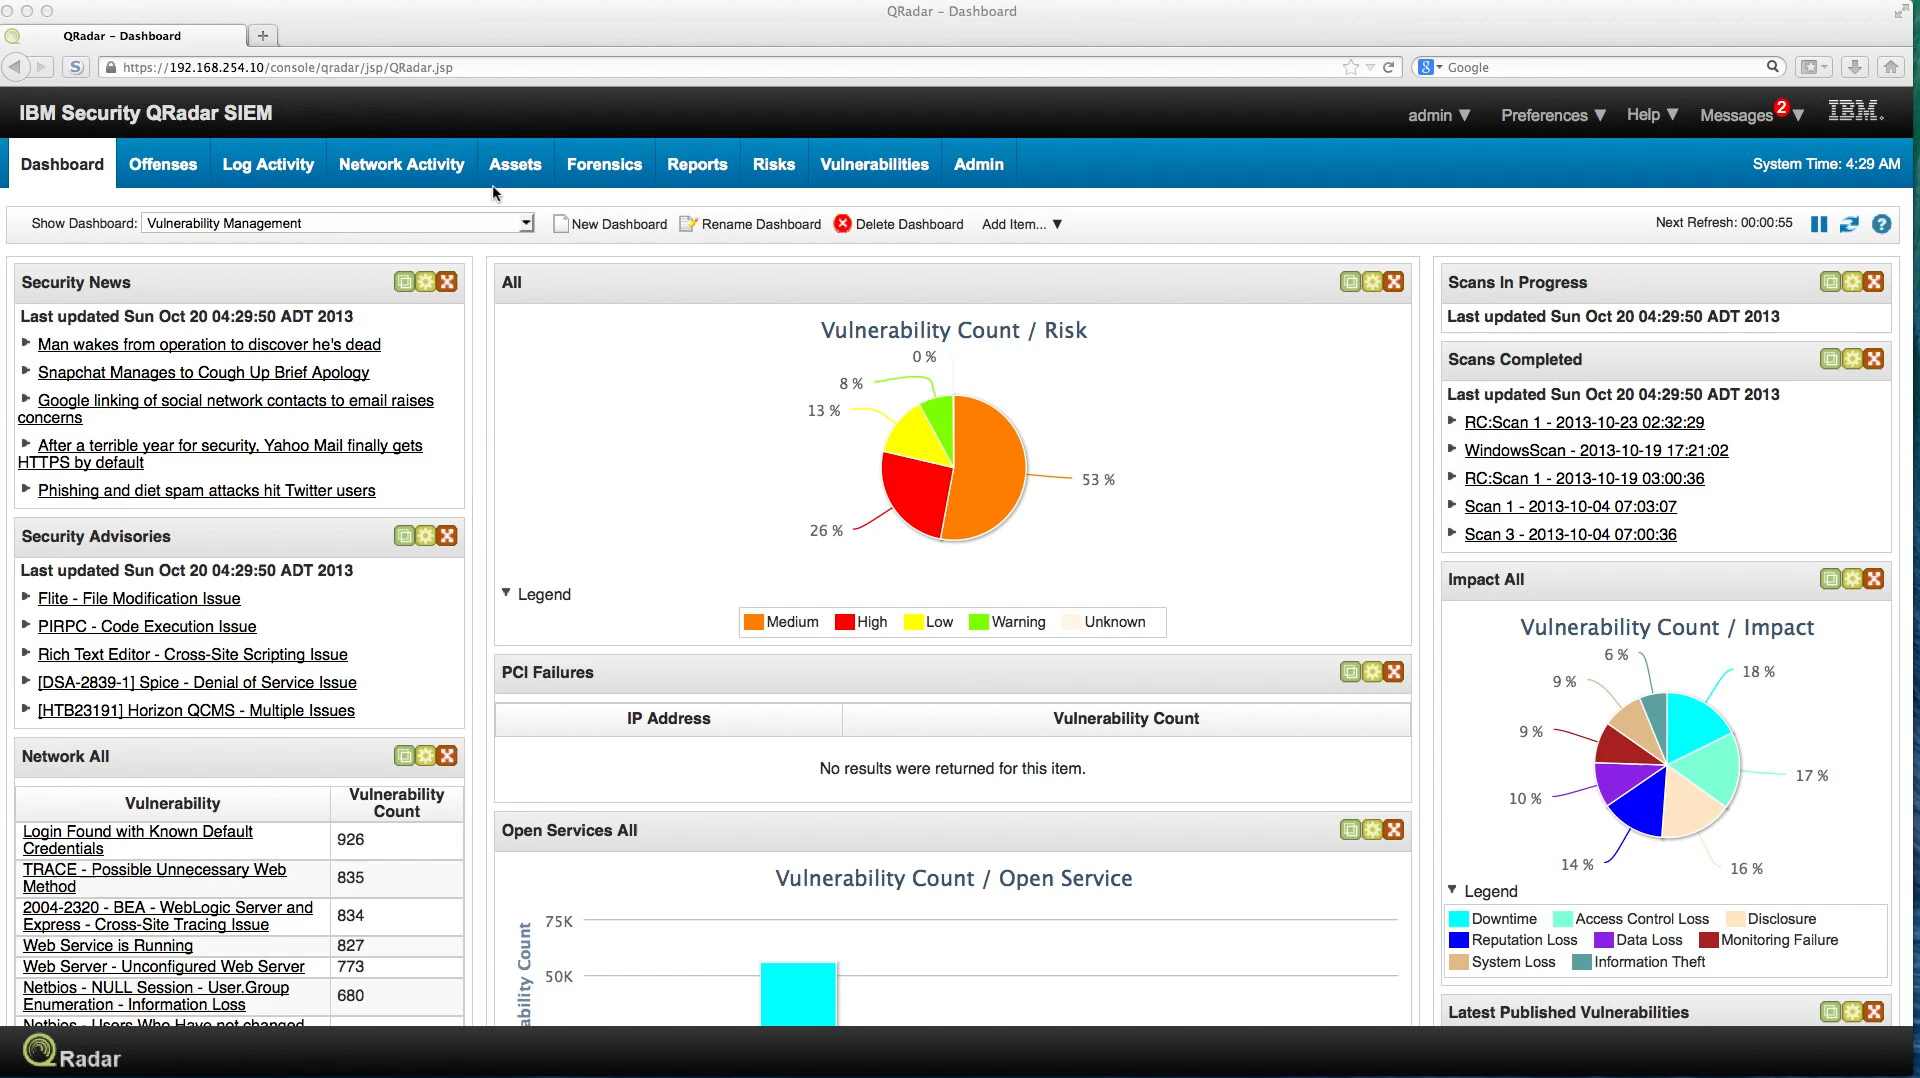 QRadar – Dashboard
QRadar – Dashboard
https://192.168.254.10/console/qradar/jsp/QRadar.jsp
Google
IBM Security QRadar SIEM
admin ▼ Preferences ▼ Help ▼ Messages 2 ▼ IBM.
Dashboard Offenses Log Activity Network Activity Assets Forensics Reports Risks Vulnerabilities Admin System Time: 4:29 AM
Show Dashboard: Vulnerability Management New Dashboard Rename Dashboard Delete Dashboard Add Item... ▼ Next Refresh: 00:00:55
Security News
Last updated Sun Oct 20 04:29:50 ADT 2013
Man wakes from operation to discover he's dead
Snapchat Manages to Cough Up Brief Apology
Google linking of social network contacts to email raises
concerns
After a terrible year for security, Yahoo Mail finally gets
HTTPS by default
Phishing and diet spam attacks hit Twitter users
Security Advisories
Last updated Sun Oct 20 04:29:50 ADT 2013
Flite - File Modification Issue
PIRPC - Code Execution Issue
Rich Text Editor - Cross-Site Scripting Issue
[DSA-2839-1] Spice - Denial of Service Issue
[HTB23191] Horizon QCMS - Multiple Issues
Network All
Vulnerability
Vulnerability
Count
Login Found with Known Default
Credentials
926
TRACE - Possible Unnecessary Web
Method
835
2004-2320 - BEA - WebLogic Server and
Express - Cross-Site Tracing Issue
834
Web Service is Running 827
Web Server - Unconfigured Web Server 773
Netbios - NULL Session - User.Group
Enumeration - Information Loss
680
Netbios - Users Who Have not changed
All
Vulnerability Count / Risk
0 %
8 %
13 %
53 %
26 %
Legend
Medium High Low Warning Unknown
PCI Failures
IP Address Vulnerability Count
No results were returned for this item.
Open Services All
Vulnerability Count / Open Service
75K
50K
ability Count
Scans In Progress
Last updated Sun Oct 20 04:29:50 ADT 2013
Scans Completed
Last updated Sun Oct 20 04:29:50 ADT 2013
RC:Scan 1 - 2013-10-23 02:32:29
WindowsScan - 2013-10-19 17:21:02
RC:Scan 1 - 2013-10-19 03:00:36
Scan 1 - 2013-10-04 07:03:07
Scan 3 - 2013-10-04 07:00:36
Impact All
Vulnerability Count / Impact
6 %
18 %
9 %
9 %
17 %
10 %
14 %
16 %
Legend
Downtime Access Control Loss Disclosure
Reputation Loss Data Loss Monitoring Failure
System Loss Information Theft
Latest Published Vulnerabilities
QRadar